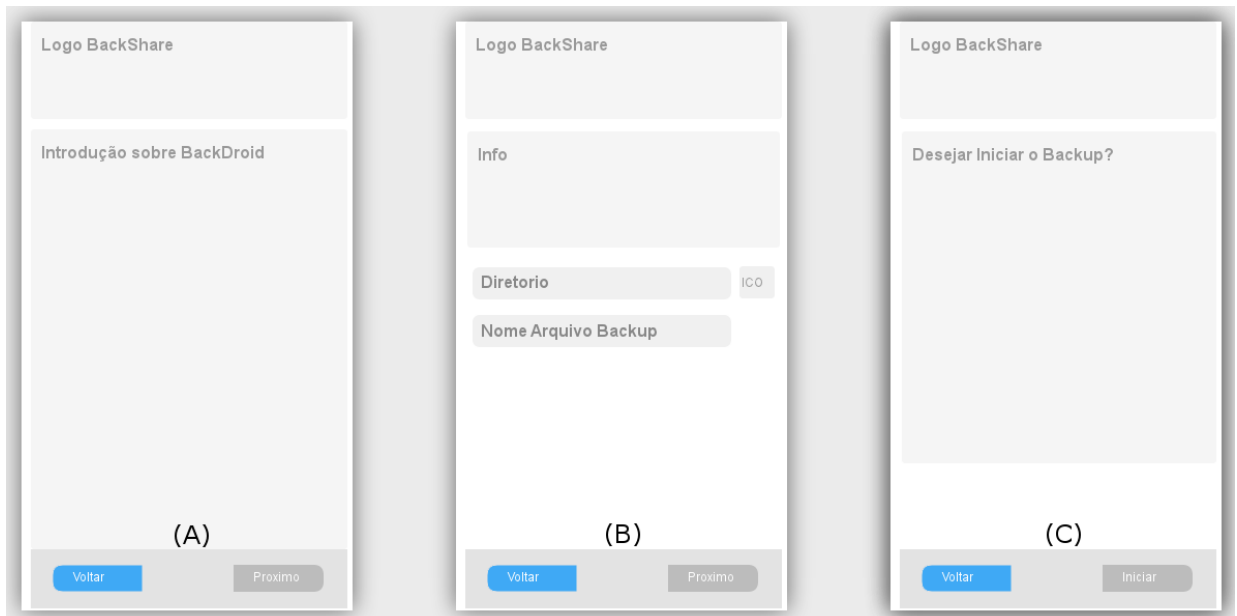 Logo BackShare
Introdução sobre BackDroid
(A)
Voltar
Proximo
Logo BackShare
Info
Diretorio
ICO
Nome Arquivo Backup
(B)
Voltar
Proximo
Logo BackShare
Desejar Iniciar o Backup?
(C)
Voltar
Iniciar